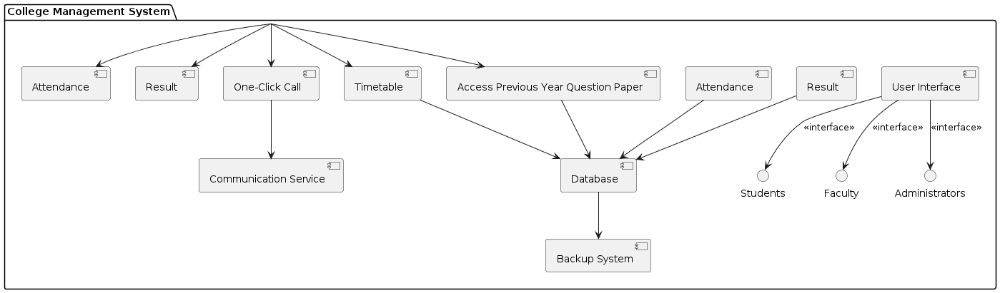 College Management System
Attendance
Result
One-Click Call
Timetable
Access Previous Year Question Paper
Attendance
Result
User Interface
«interface»
«interface»
«interface»
Communication Service
Database
Students
Faculty
Administrators
Backup System